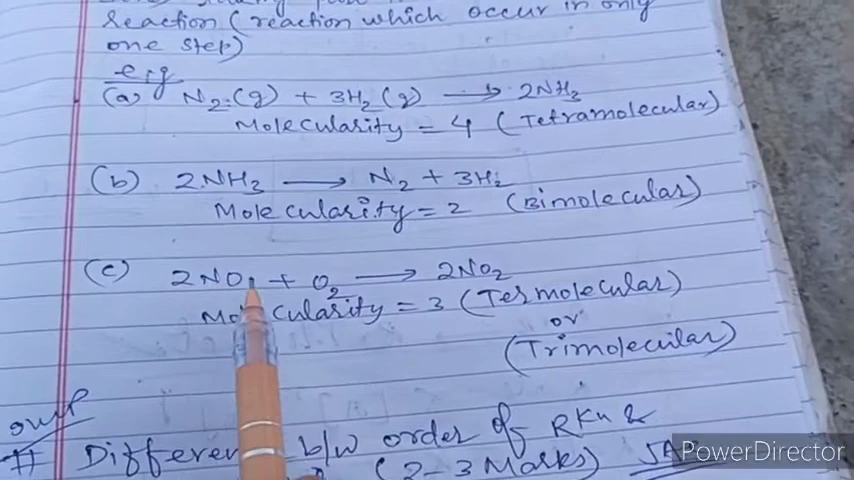 reaction (reaction which occur in only
one step)
e.g
(a) N2 (g) + 3H2 (g) → 2NH3
Molecularity = 4 (Tetramolecular)
(b) 2NH3 → N2 + 3H2
Molecularity = 2 (Bimolecular)
(c) 2NO + O2 → 2NO2
Molecularity = 3 (Termolecular)
or
(Trimolecular)
# b/w order of RXn &
(2-3 Marks)
PowerDirector